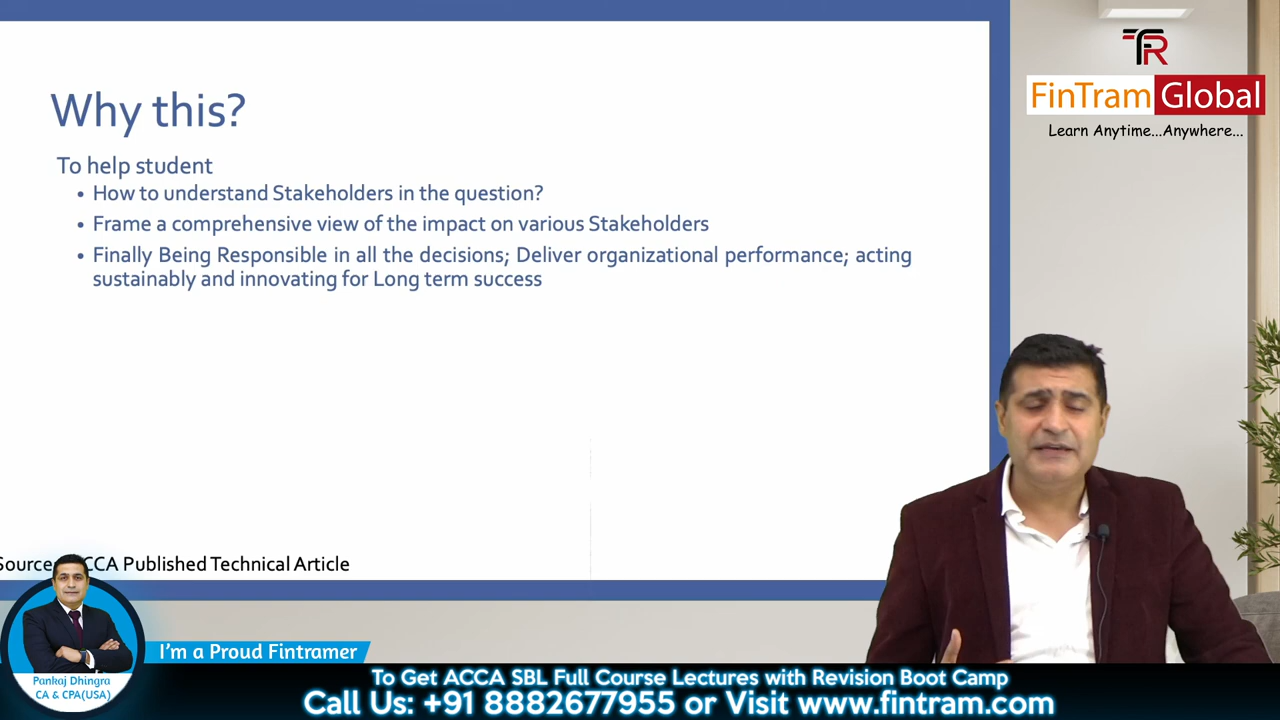 Why this?
To help student
• How to understand Stakeholders in the question?
• Frame a comprehensive view of the impact on various Stakeholders
• Finally Being Responsible in all the decisions; Deliver organizational performance; acting
sustainably and innovating for Long term success
Source CCA Published Technical Article
FR
FinTram Global
Learn Anytime...Anywhere...
I'm a Proud Fintramer
Pankaj Dhingra
CA & CPA(USA)
To Get ACCA SBL Full Course Lectures with Revision Boot Camp
Call Us: +91 8882677955 or Visit www.fintram.com